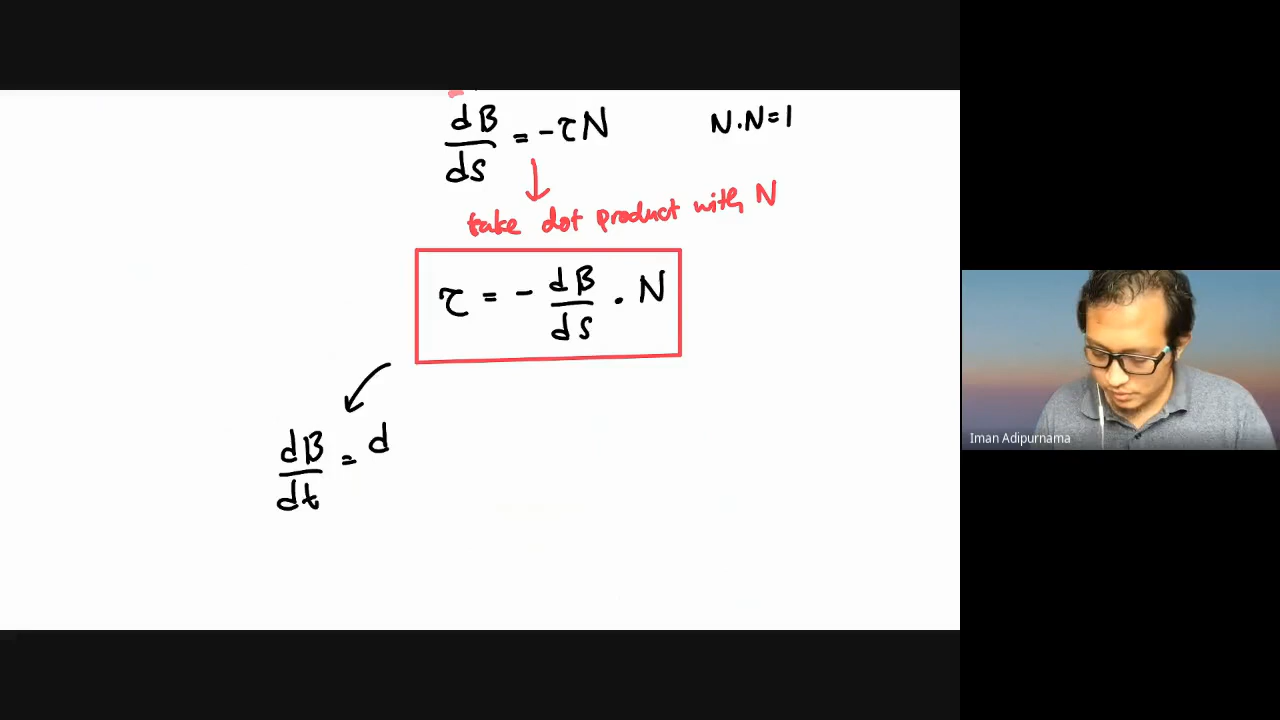 dB/ds = -τN
N.N=1
take dot product with N
τ = - dB/ds . N
dB/dt = d
Iman Adipurnama